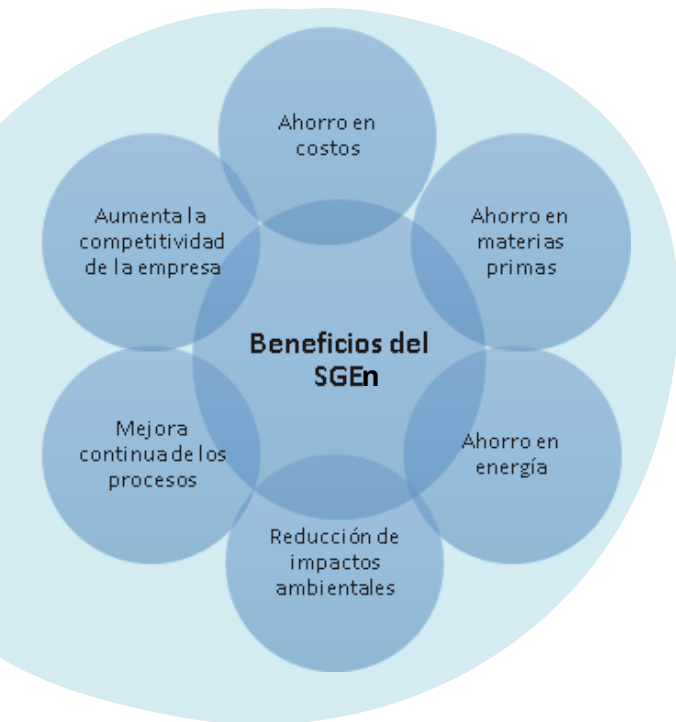 Ahorro en
costos
Ahorro en
materias
primas
Ahorro en
energía
Reducción de
impactos
ambientales
Mejora
continua de los
procesos
Aumenta la
competitividad
de la empresa
Beneficios del
SGEn